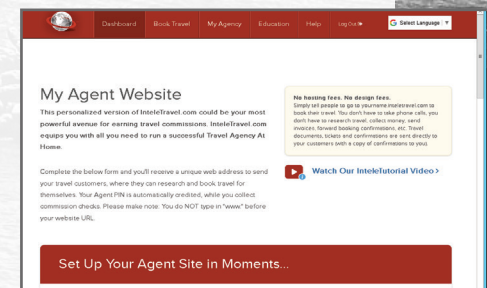 Dashboard Book Travel My Agency Education Help Log Out
Select Language
My Agent Website
This personalized version of InteleTravel.com could be your most
powerful avenue for earning travel commissions. InteleTravel.com
equips you with all you need to run a successful Travel Agency At
Home.
Complete the below form and you'll receive a unique web address to send
your travel customers, where they can research and book travel for
themselves. Your Agent PIN is automatically credited, while you collect
commission checks. Please make note: You do NOT type in "www." before
your website URL.
No hosting fees. No design fees.
Simply tell people to go to yourname.inteletravel.com to
book their travel. You don't have to take phone calls, you
don't have to research travel, collect money, send
invoices, forward booking confirmations, etc. Travel
documents, tickets and confirmations are sent directly to
your customers (with a copy of confirmations to you).
Watch Our InteleTutorial Video >
Set Up Your Agent Site in Moments...